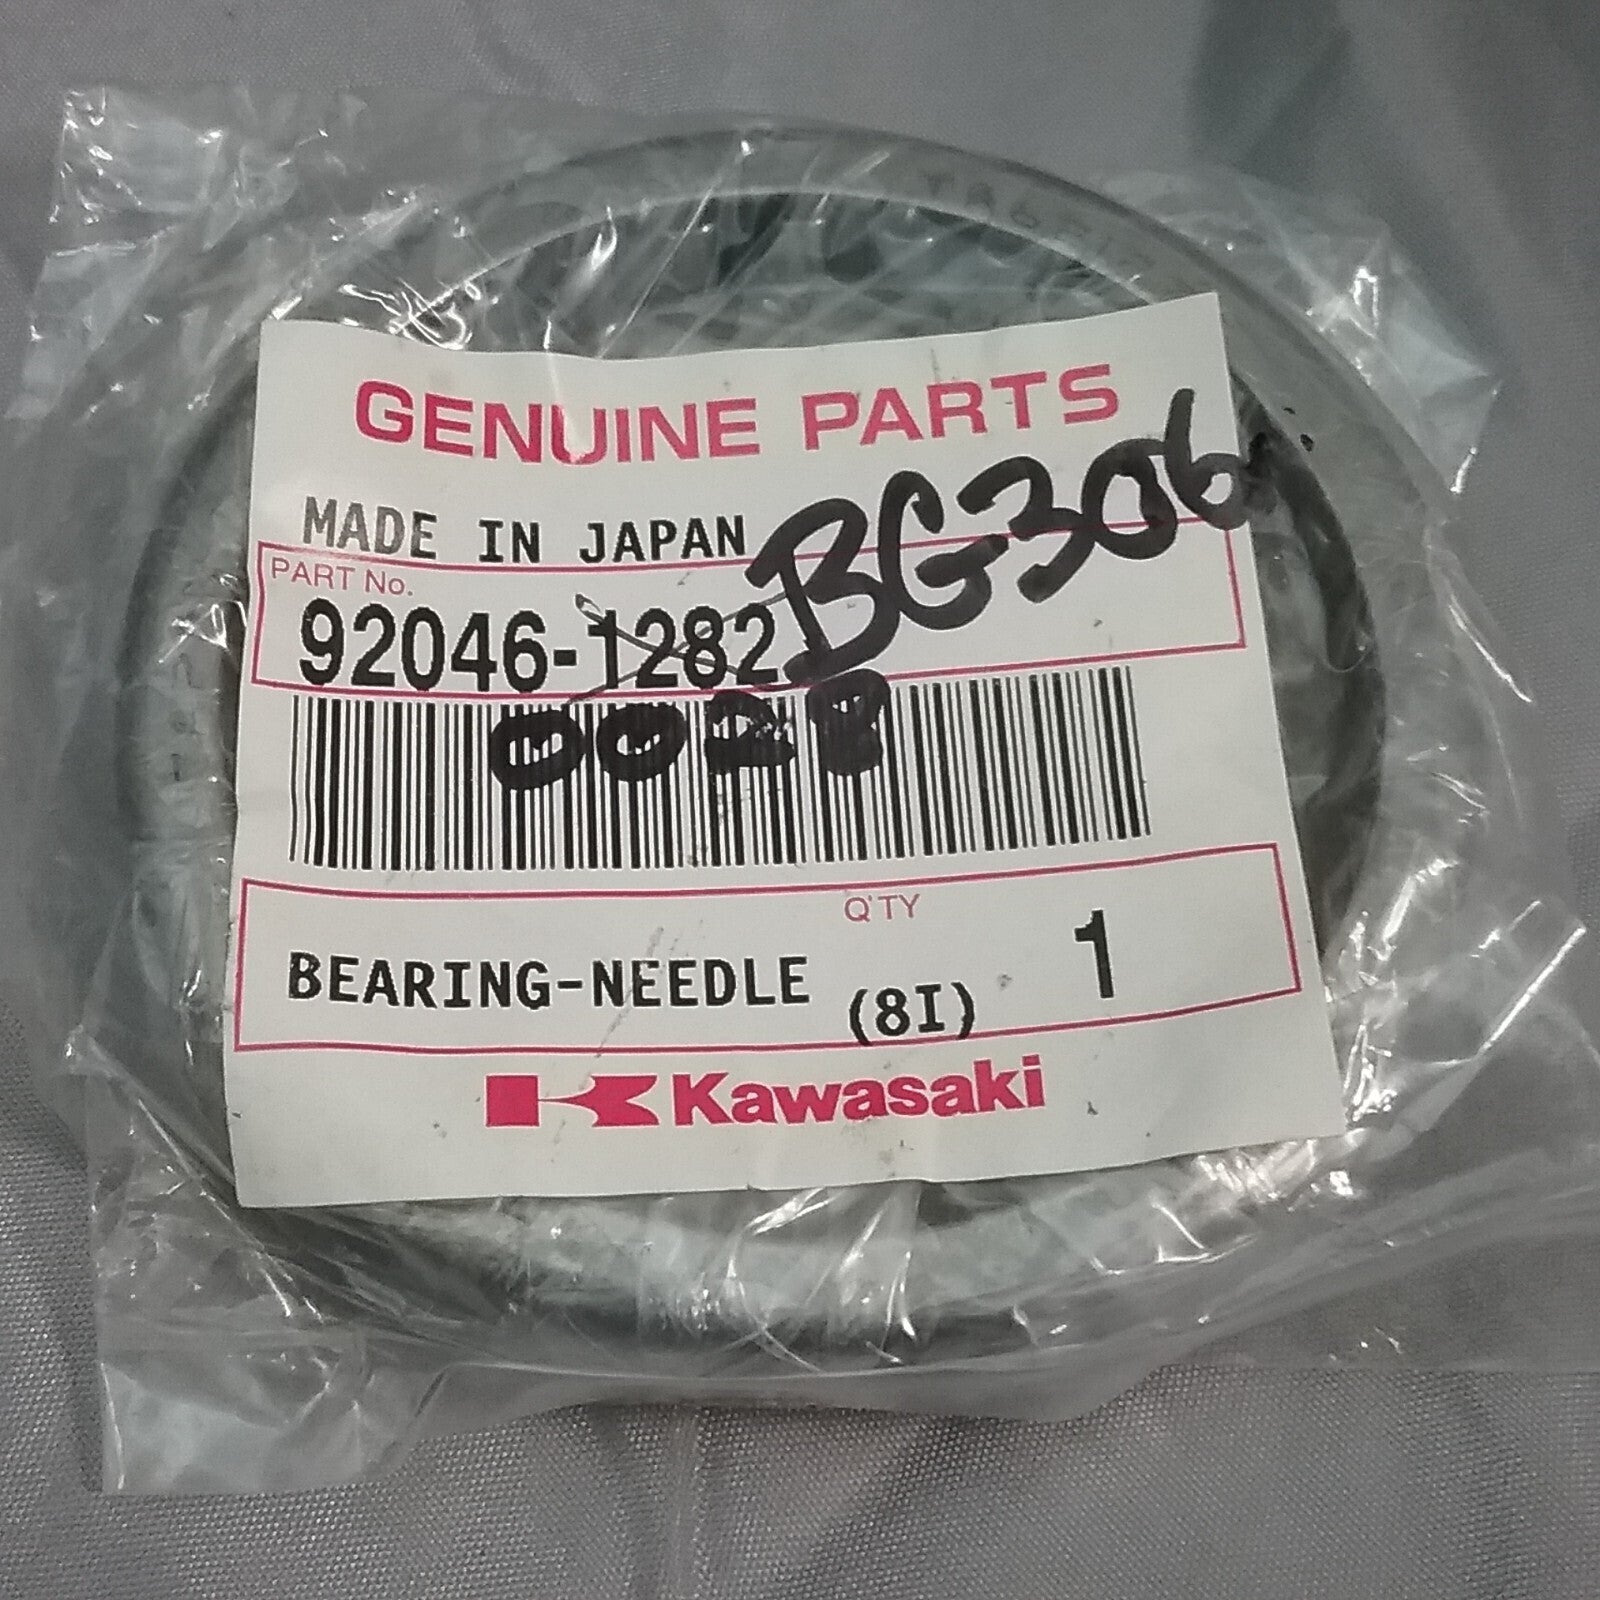 GENUINE PARTS
MADE IN JAPAN
BG306
PART No.
92046-1282
0028
Q'TY
BEARING-NEEDLE (8I) 1
Kawasaki